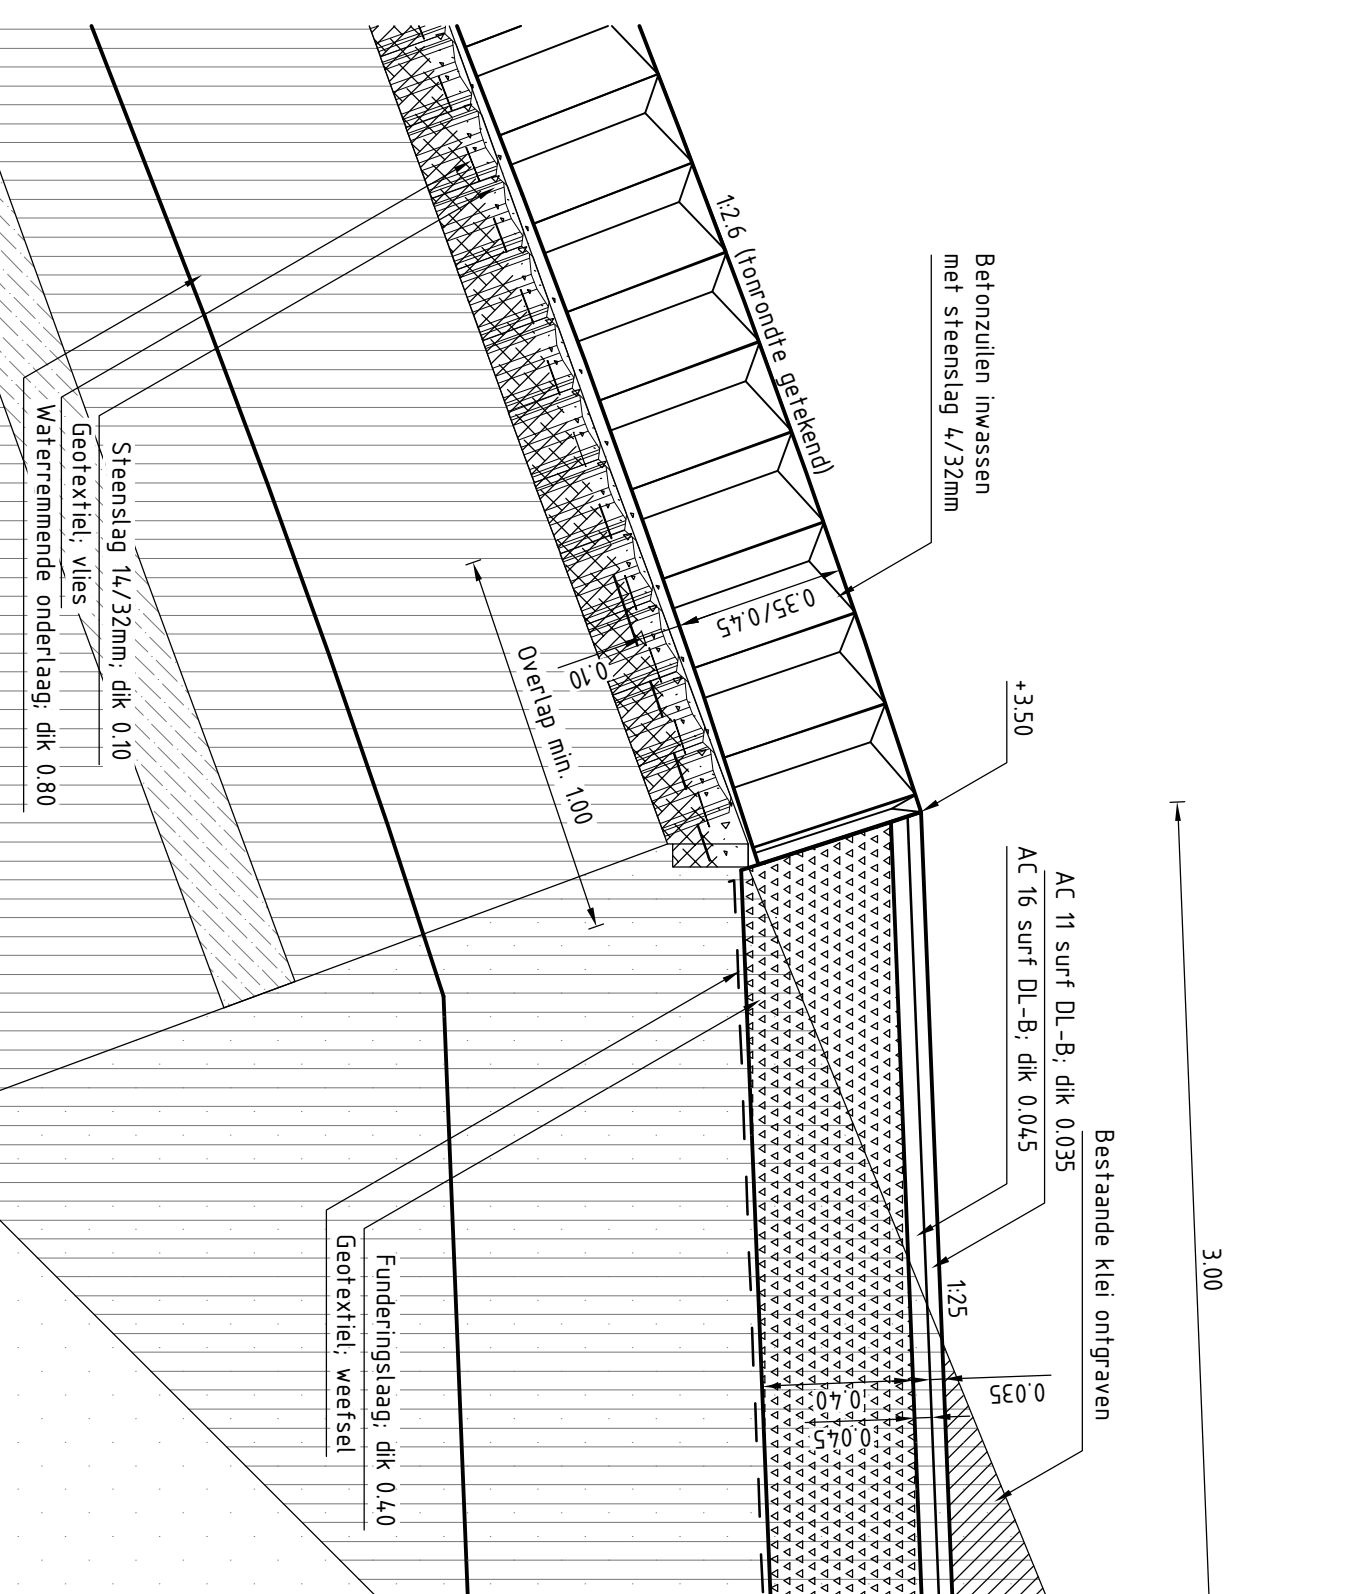 3.00
Bestaande klei ontgraven
AC 11 surf DL-B; dik 0.035
AC 16 surf DL-B; dik 0.045
+3.50
Betonzuilen inwassen
met steenslag 4/32mm
1:2.6 (tonrondte getekend)
1:25
0.035
0.40
0.045
0.35/0.45
0.10
Overlap min. 1.00
Funderingslaag; dik 0.40
Geotextiel; weefsel
Steenslag 14/32mm; dik 0.10
Geotextiel; vlies
Waterremmende onderlaag; dik 0.80